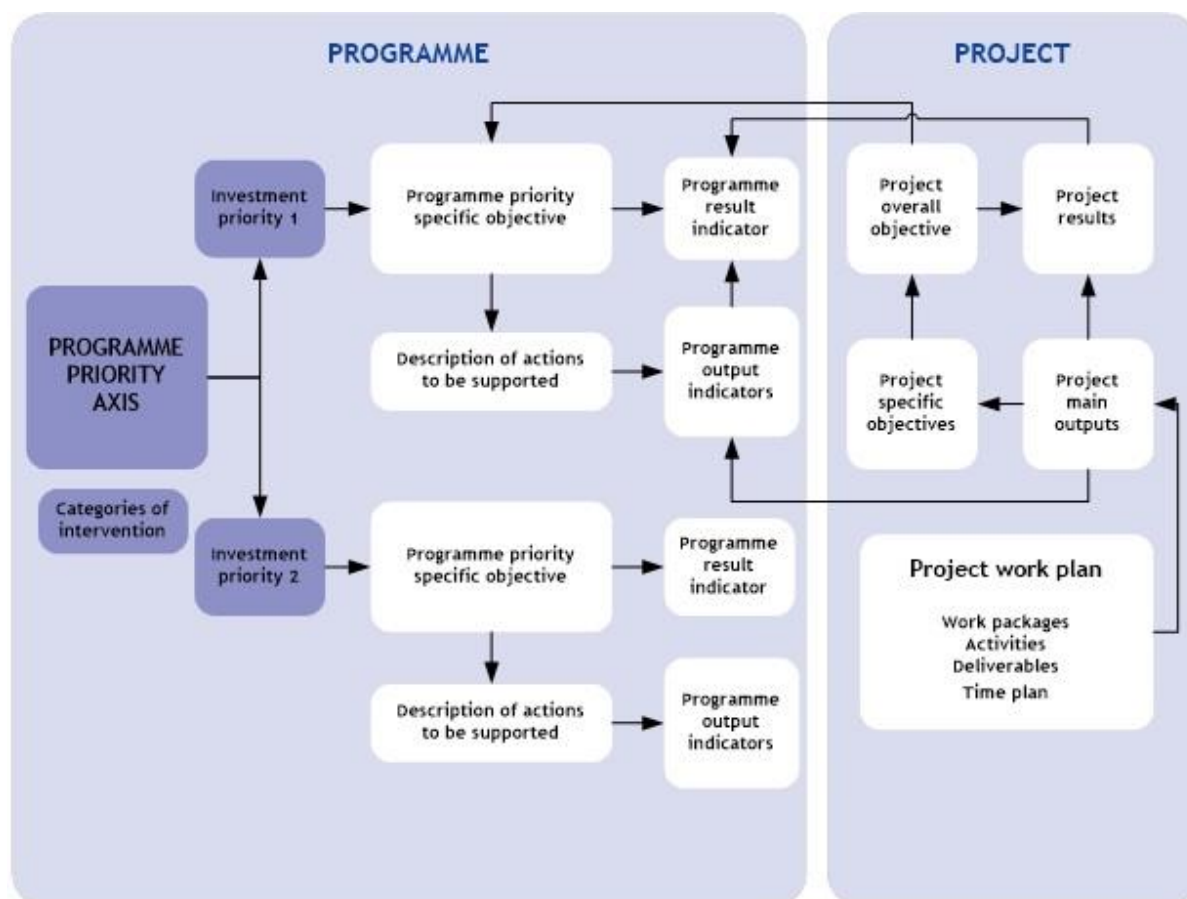 PROGRAMME
PROJECT
Investment
priority 1
Programme priority
specific objective
Programme
result
indicator
Project
overall
objective
Project
results
PROGRAMME
PRIORITY
AXIS
Description of actions
to be supported
Programme
output
indicators
Project
specific
objectives
Project
main
outputs
Categories of
intervention
Investment
priority 2
Programme priority
specific objective
Programme
result
indicator
Project work plan
Work packages
Activities
Deliverables
Time plan
Description of actions
to be supported
Programme
output
indicators